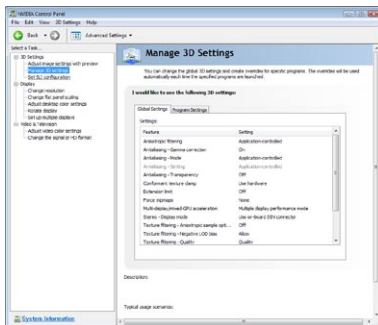 NVIDIA Control Panel
File Edit View 3D Settings Help
Back
Advanced Settings
Select a Task...
3D Settings
Adjust image settings with preview
Manage 3D settings
Set SLI configuration
Display
Change resolution
Change flat panel scaling
Adjust desktop color settings
Rotate display
Set up multiple displays
Video & Television
Adjust video color settings
Change the signal or HD format
System Information
Manage 3D Settings
You can change the global 3D settings and create overrides for specific programs. The overrides will be used automatically each time the specified programs are launched.
I would like to use the following 3D settings:
Global Settings Program Settings
Settings:
Feature Setting
Anisotropic filtering Application-controlled
Antialiasing - Gamma correction On
Antialiasing - Mode Application-controlled
Antialiasing - Setting Application-controlled
Antialiasing - Transparency Off
Conformant texture clamp Use hardware
Extension limit Off
Force mipmaps None
Multi-display/mixed-GPU acceleration Multiple display performance mode
Stereo - Display mode Use on-board DIN connector
Texture filtering - Anisotropic sample opti... Off
Texture filtering - Negative LOD bias Allow
Texture filtering - Quality Quality
Description:
Typical usage scenarios: